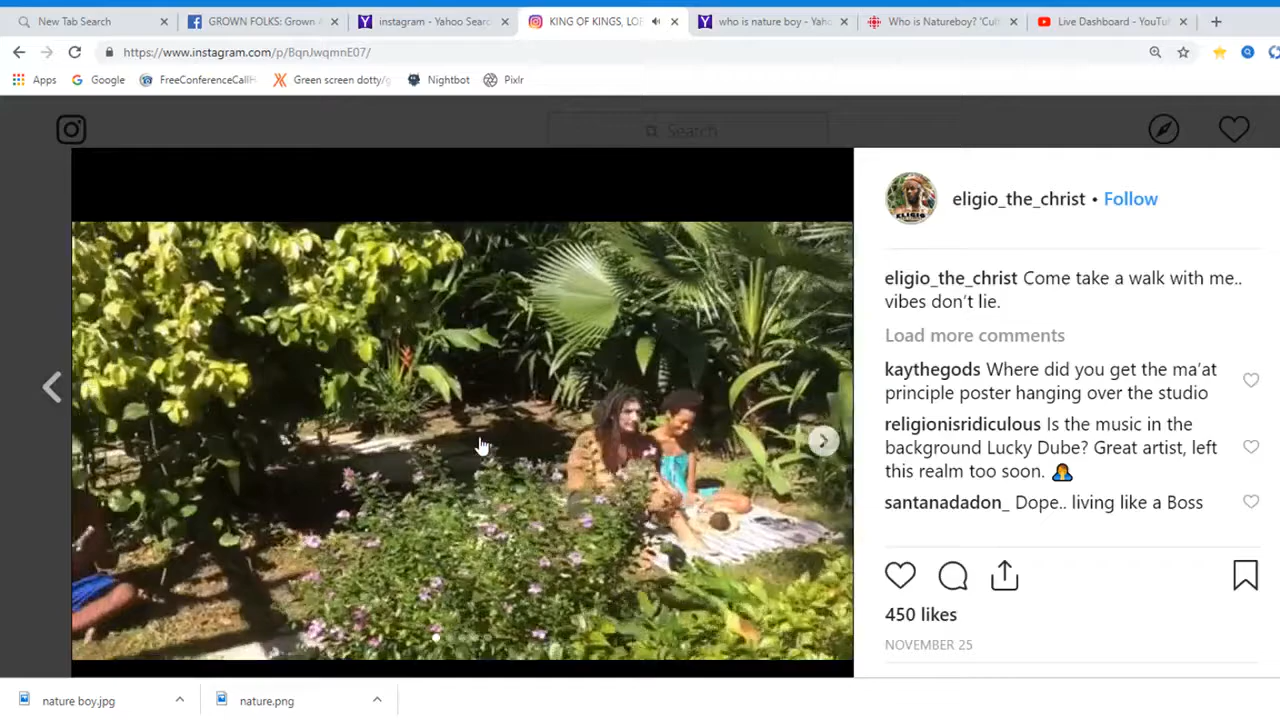 New Tab Search
GROWN FOLKS: Grown
instagram - Yahoo Searc
KING OF KINGS, LOR
who is nature boy - Yah
Who is Natureboy? 'Cult
Live Dashboard - YouTu
https://www.instagram.com/p/BqnJwqmnE07/
Apps
Google
FreeConferenceCallH
Green screen dotty/g
Nightbot
Pixlr
Search
eligio_the_christ • Follow
ELIGIO
eligio_the_christ Come take a walk with me..
vibes don't lie.
Load more comments
kaythegods Where did you get the ma'at
principle poster hanging over the studio
religionisridiculous Is the music in the
background Lucky Dube? Great artist, left
this realm too soon.
santanadadon_ Dope.. living like a Boss
450 likes
NOVEMBER 25
nature boy.jpg
nature.png